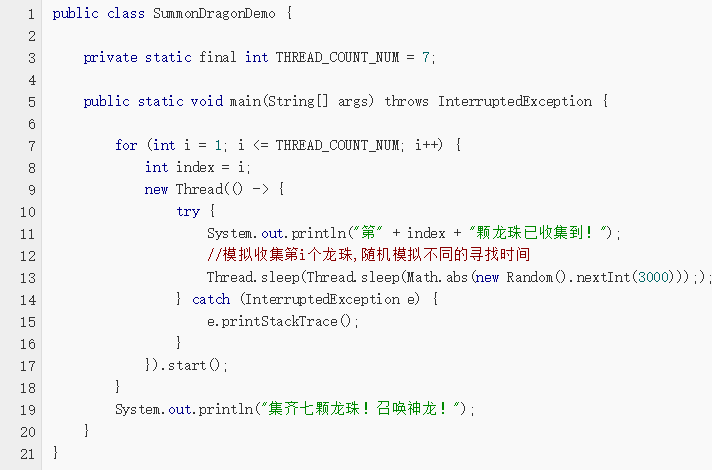 1 public class SummonDragonDemo {
2
3 private static final int THREAD_COUNT_NUM = 7;
4
5 public static void main(String[] args) throws InterruptedException {
6
7 for (int i = 1; i <= THREAD_COUNT_NUM; i++) {
8 int index = i;
9 new Thread(() -> {
10 try {
11 System.out.println("第" + index + "颗龙珠已收集到！");
12 //模拟收集第i个龙珠,随机模拟不同的寻找时间
13 Thread.sleep(Thread.sleep(Math.abs(new Random().nextInt(3000))););
14 } catch (InterruptedException e) {
15 e.printStackTrace();
16 }
17 }).start();
18 }
19 System.out.println("集齐七颗龙珠！召唤神龙！");
20 }
21 }